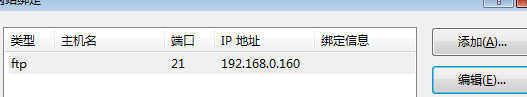 网站绑定
类型 主机名 端口 IP 地址 绑定信息
ftp 21 192.168.0.160
添加(A)...
编辑(E)...